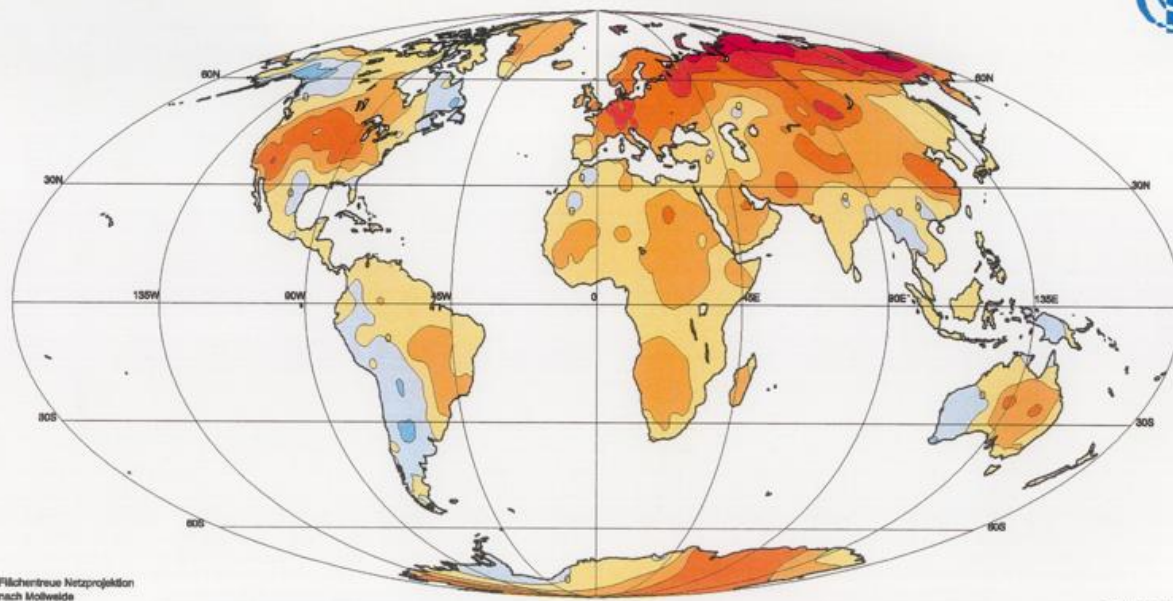 60N
60N
30N
30N
135W
90W
45W
0
45E
90E
135E
30S
30S
60S
60S
Flächentreue Netzprojektion
nach Mollweide